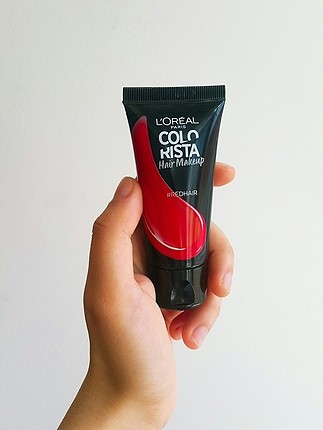 L'ORÉAL
PARIS
COLO
RISTA
Hair Makeup
#REDHAIR